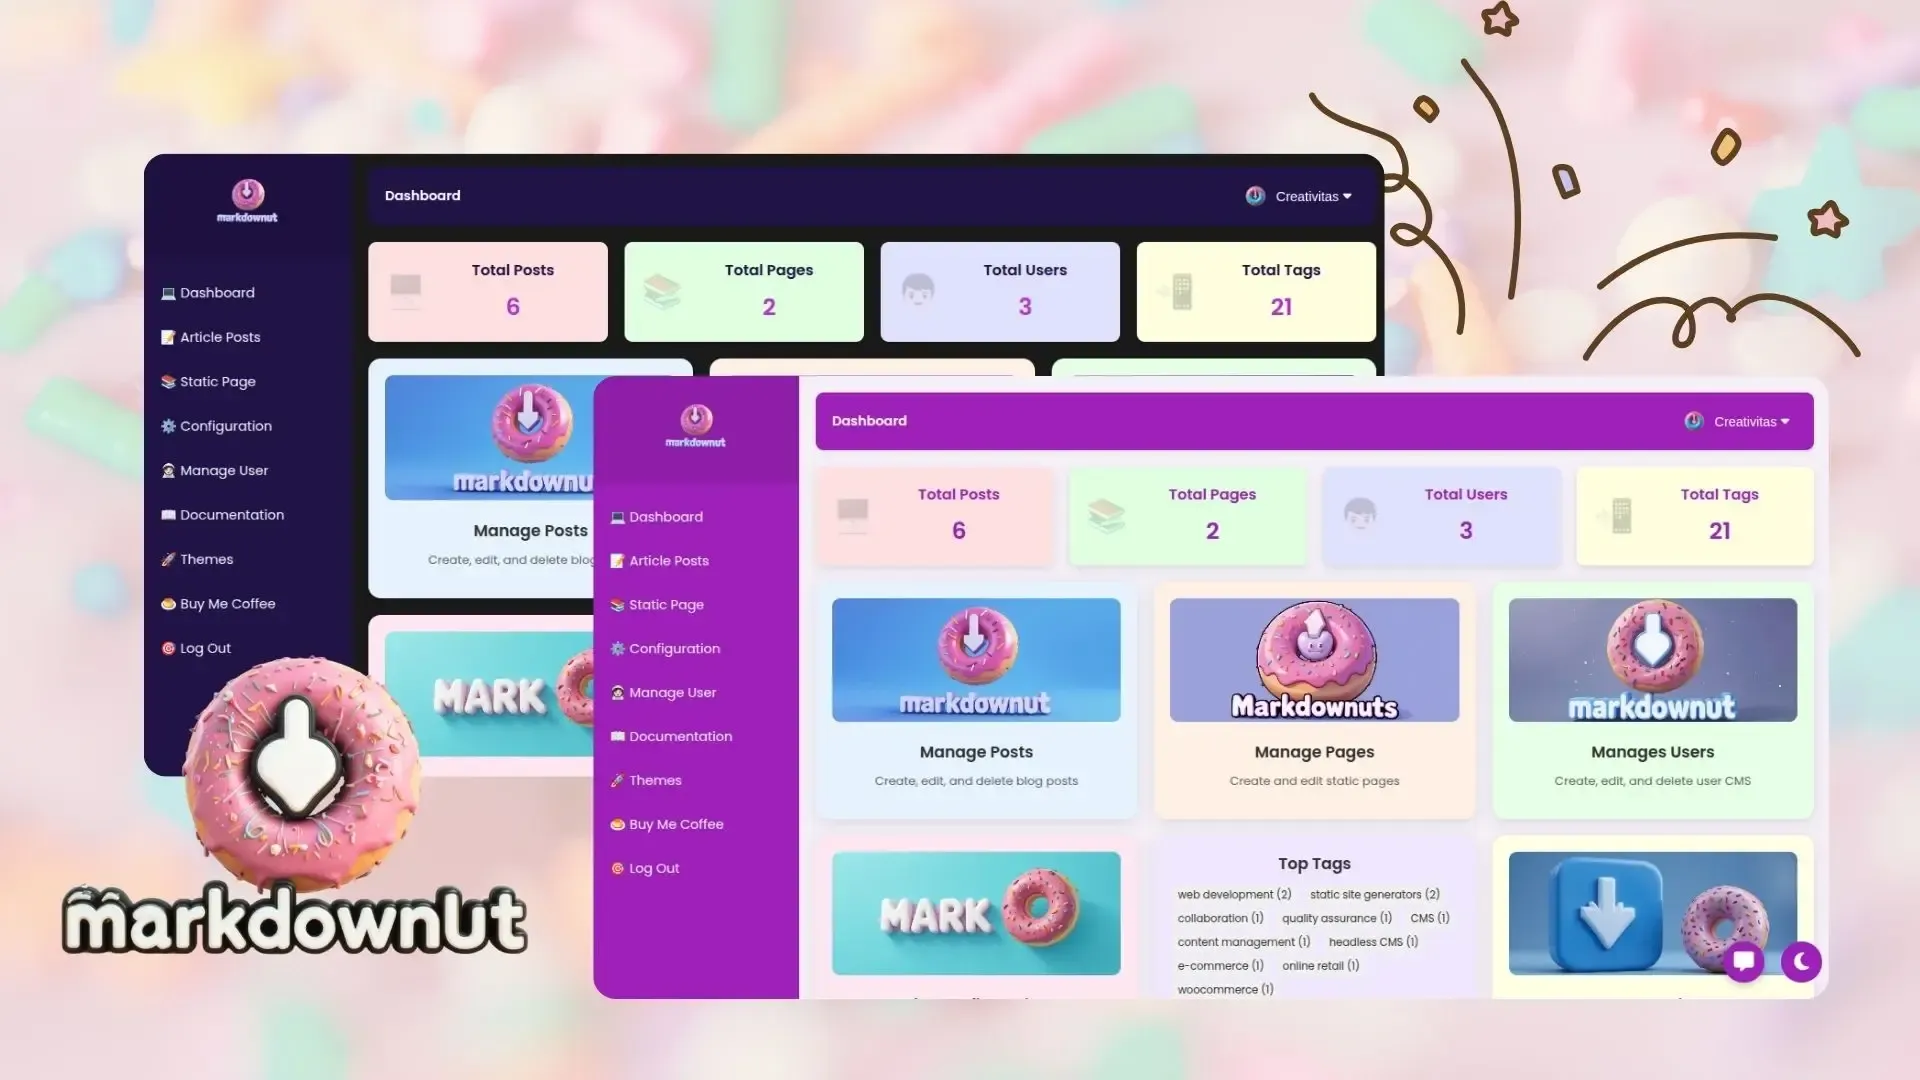 markdownut
Dashboard
Creativitas
Total Posts
6
Total Pages
2
Total Users
3
Total Tags
21
Dashboard
Article Posts
Static Page
Configuration
Manage User
Documentation
Themes
Buy Me Coffee
Log Out
Manage Posts
Create, edit, and delete
MARK
markdownut
markdownut
Dashboard
Creativitas
Dashboard
Article Posts
Static Page
Configuration
Manage User
Documentation
Themes
Buy Me Coffee
Log Out
Total Posts
6
Total Pages
2
Total Users
3
Total Tags
21
markdownut
Manage Posts
Create, edit, and delete blog posts
Markdownuts
Manage Pages
Create and edit static pages
markdownut
Manages Users
Create, edit, and delete user CMS
MARK
Top Tags
web development (2) static site generators (2)
collaboration (1) quality assurance (1) CMS (1)
content management (1) headless CMS (1)
e-commerce (1) online retail (1)
woocommerce (1)